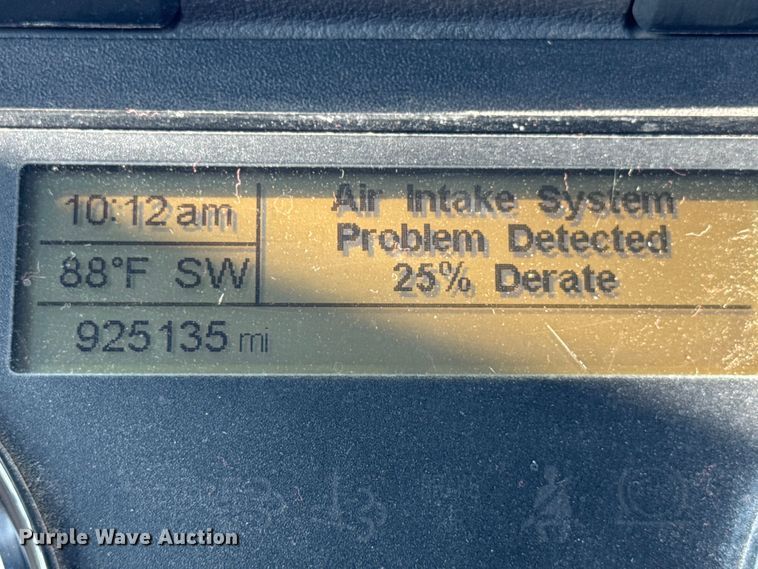 10:12 am
88°F SW
Air Intake System
Problem Detected
25% Derate
925135 mi
Purple Wave Auction